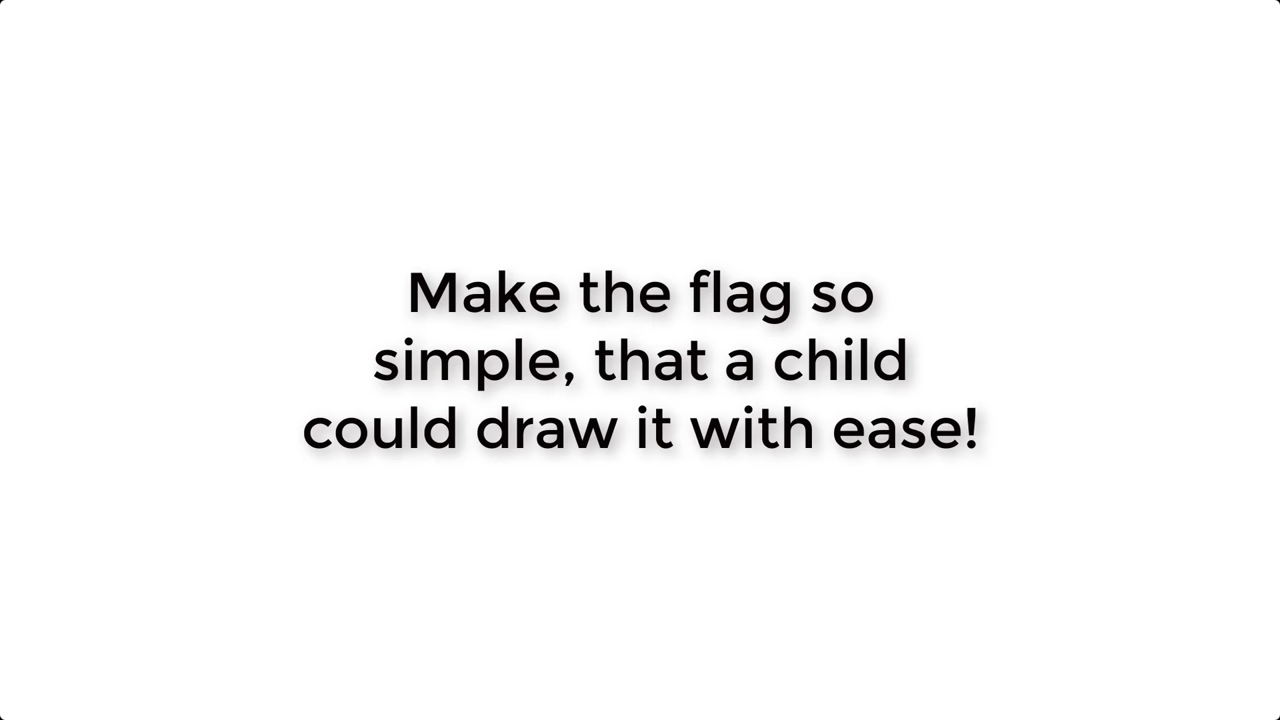 Make the flag so
simple, that a child
could draw it with ease!